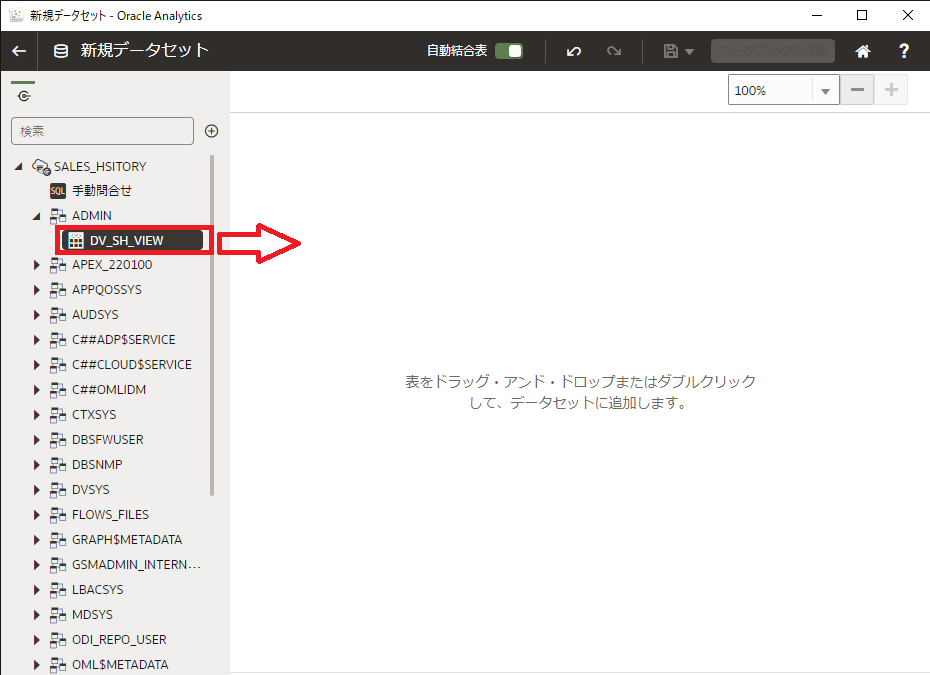 新規データセット - Oracle Analytics
新規データセット
自動結合表
ワークブックの作成
?
検索
100%
SALES_HSITORY
SQL 手動問合せ
ADMIN
DV_SH_VIEW
APEX_220100
APPQOSSYS
AUDSYS
C##ADP$SERVICE
C##CLOUD$SERVICE
C##OMLIDM
CTXSYS
DBSFWUSER
DBSNMP
DVSYS
FLOWS_FILES
GRAPH$METADATA
GSMADMIN_INTERN...
LBACSYS
MDSYS
ODI_REPO_USER
OML$METADATA
表をドラッグ・アンド・ドロップまたはダブルクリック
して、データセットに追加します。